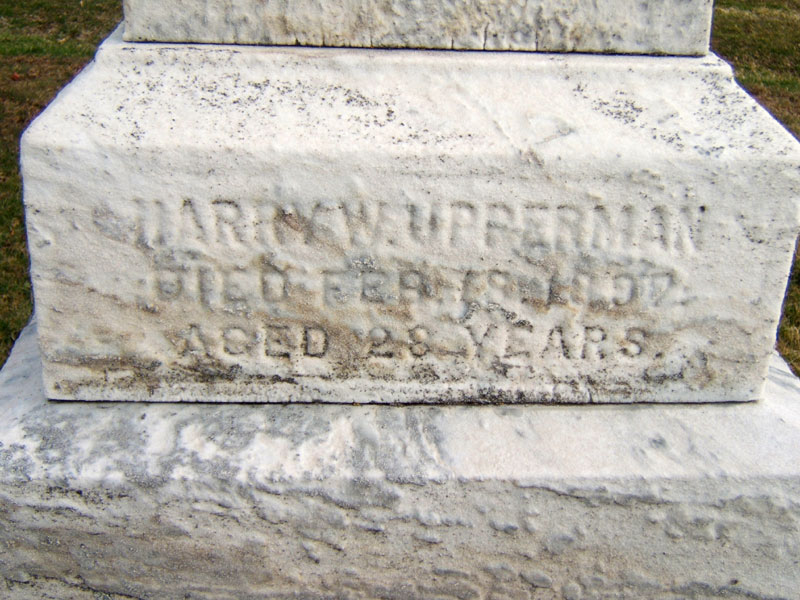 HARRY W. UPPERMAN
DIED FEB.
AGED 28 YEARS.